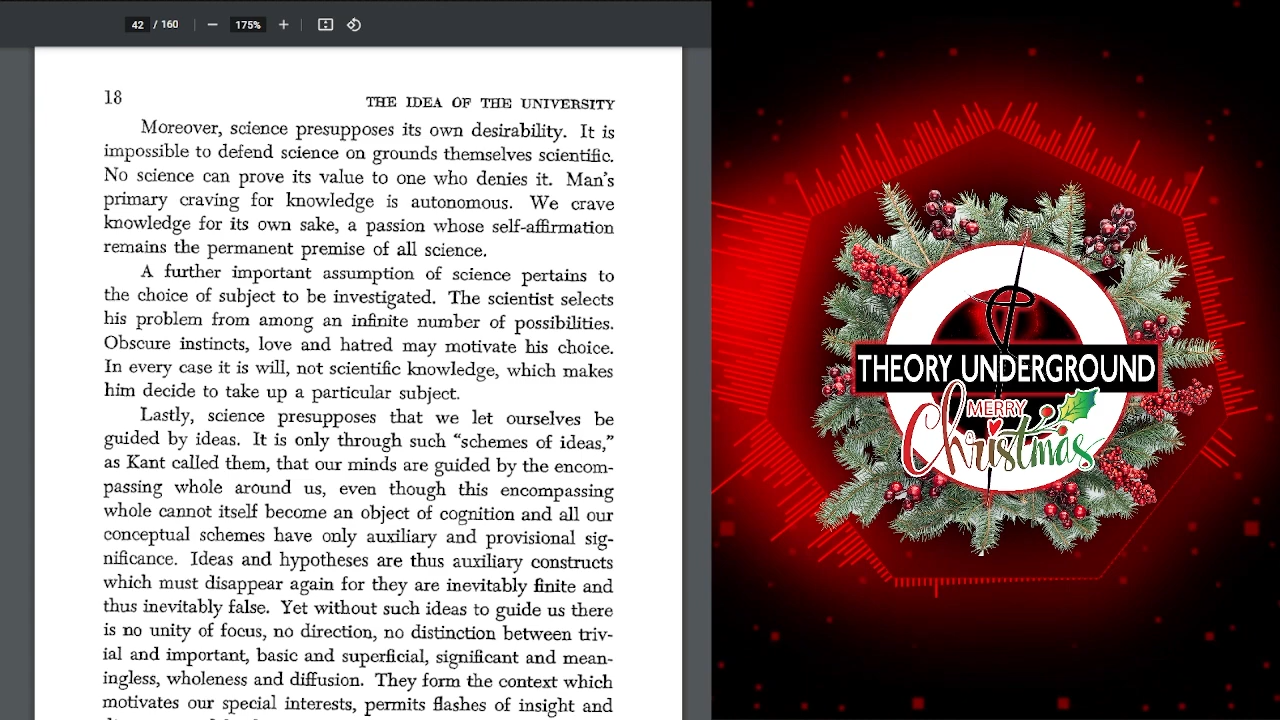 42 / 160
175%
18
THE IDEA OF THE UNIVERSITY
Moreover, science presupposes its own desirability. It is
impossible to defend science on grounds themselves scientific.
No science can prove its value to one who denies it. Man's
primary craving for knowledge is autonomous. We crave
knowledge for its own sake, a passion whose self-affirmation
remains the permanent premise of all science.
A further important assumption of science pertains to
the choice of subject to be investigated. The scientist selects
his problem from among an infinite number of possibilities.
Obscure instincts, love and hatred may motivate his choice.
In every case it is will, not scientific knowledge, which makes
him decide to take up a particular subject.
Lastly, science presupposes that we let ourselves be
guided by ideas. It is only through such “schemes of ideas,”
as Kant called them, that our minds are guided by the encom-
passing whole around us, even though this encompassing
whole cannot itself become an object of cognition and all our
conceptual schemes have only auxiliary and provisional sig-
nificance. Ideas and hypotheses are thus auxiliary constructs
which must disappear again for they are inevitably finite and
thus inevitably false. Yet without such ideas to guide us there
is no unity of focus, no direction, no distinction between triv-
ial and important, basic and superficial, significant and mean-
ingless, wholeness and diffusion. They form the context which
motivates our special interests, permits flashes of insight and
THEORY UNDERGROUND
MERRY
Christmas